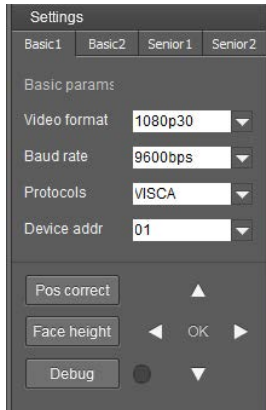 Settings
Basic1 Basic2 Senior1 Senior2
Basic params
Video format 1080p30
Baud rate 9600bps
Protocols VISCA
Device addr 01
Pos correct
Face height OK
Debug